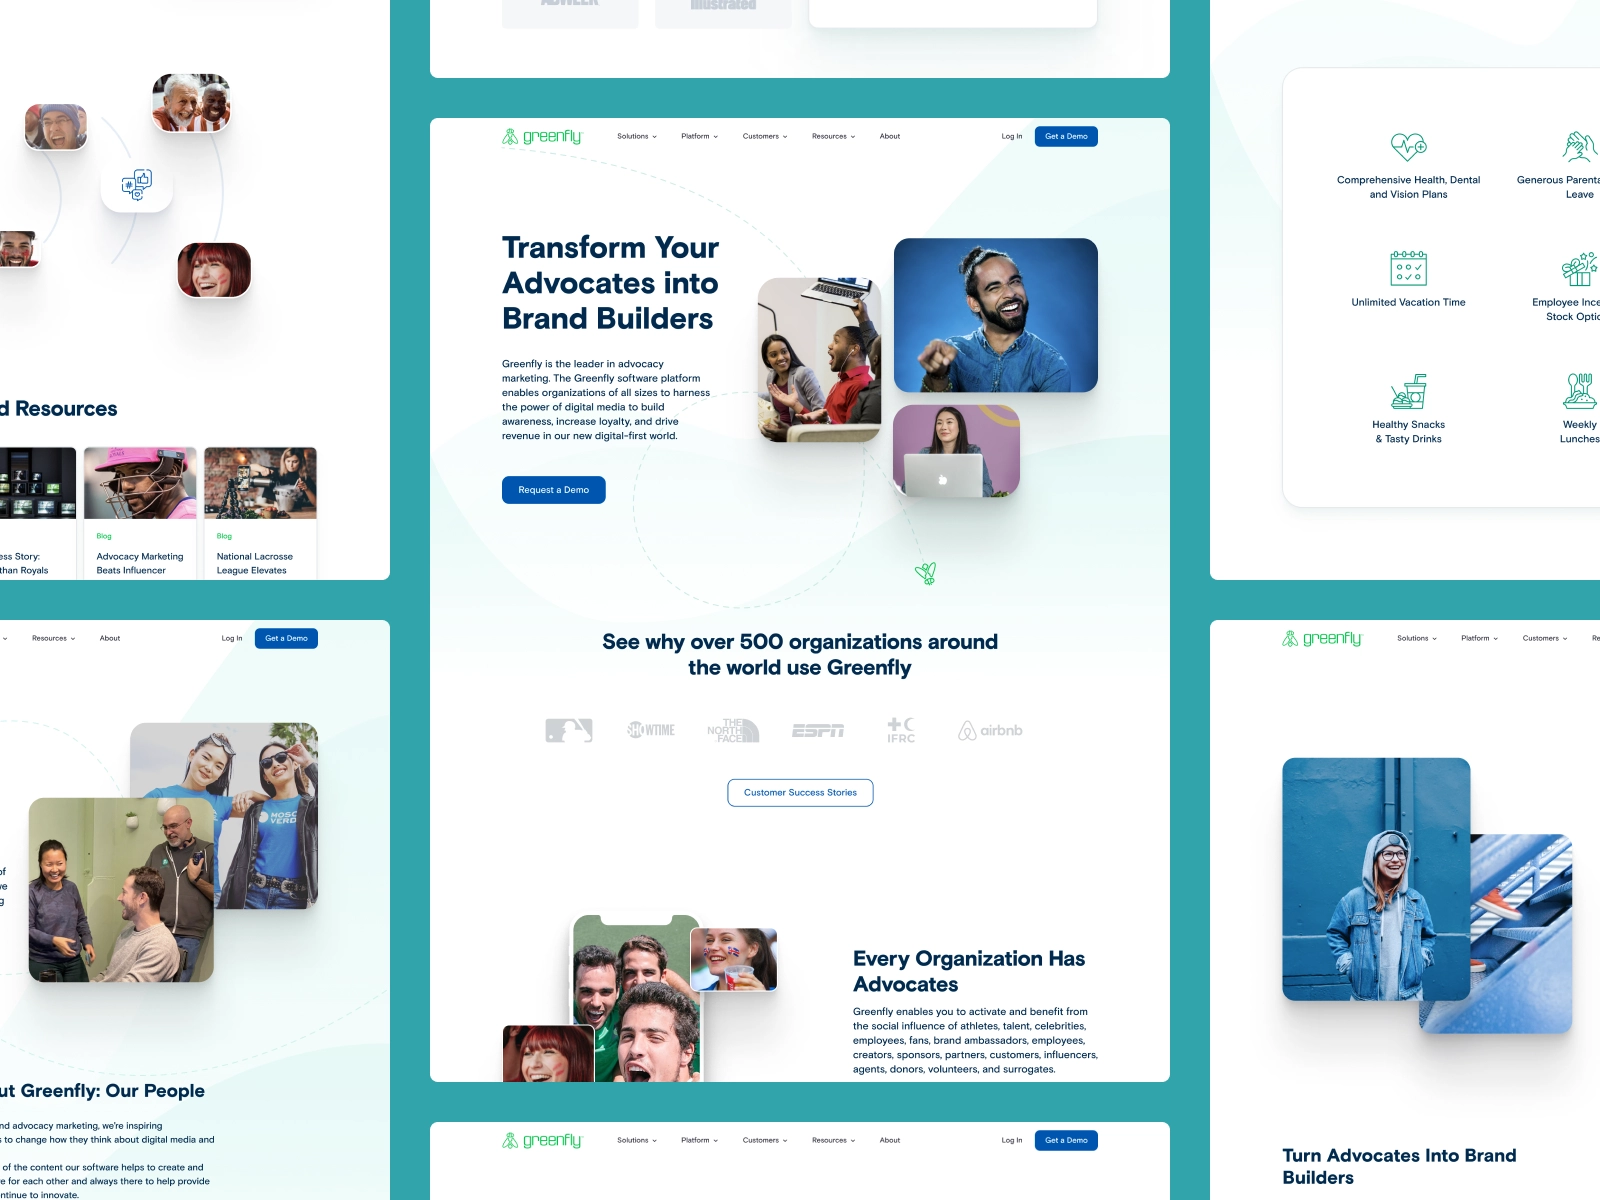 ADWEEK
Illustrated
d Resources
Blog
Blog
ess Story:
than Royals
Advocacy Marketing
Beats Influencer
National Lacrosse
League Elevates
Resources
About
Log In
Get a Demo
MOSC
VERD
of
ve
g
ut Greenfly: Our People
nd advocacy marketing, we're inspiring
s to change how they think about digital media and
of the content our software helps to create and
e for each other and always there to help provide
ntinue to innovate.
greenfly
Solutions
Platform
Customers
Resources
About
Log In
Get a Demo
Transform Your
Advocates into
Brand Builders
Greenfly is the leader in advocacy
marketing. The Greenfly software platform
enables organizations of all sizes to harness
the power of digital media to build
awareness, increase loyalty, and drive
revenue in our new digital-first world.
Request a Demo
See why over 500 organizations around
the world use Greenfly
SHOWTIME
THE
NORTH
FACE
ESPN
IFRC
airbnb
Customer Success Stories
Every Organization Has
Advocates
Greenfly enables you to activate and benefit from
the social influence of athletes, talent, celebrities,
employees, fans, brand ambassadors, employees,
creators, sponsors, partners, customers, influencers,
agents, donors, volunteers, and surrogates.
greenfly
Solutions
Platform
Customers
Resources
About
Log In
Get a Demo
Comprehensive Health, Dental
and Vision Plans
Generous Parenta
Leave
Unlimited Vacation Time
Employee Ince
Stock Optio
Healthy Snacks
& Tasty Drinks
Weekly
Lunches
greenfly
Solutions
Platform
Customers
Re
Turn Advocates Into Brand
Builders